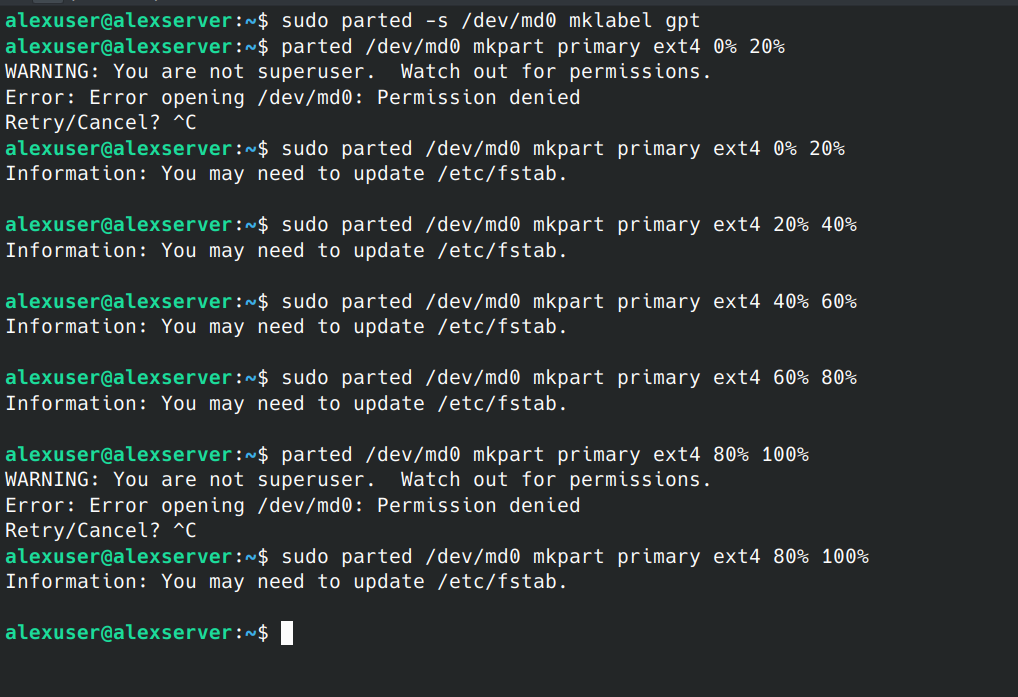 alexuser@alexserver:~$ sudo parted -s /dev/md0 mklabel gpt
alexuser@alexserver:~$ parted /dev/md0 mkpart primary ext4 0% 20%
WARNING: You are not superuser.  Watch out for permissions.
Error: Error opening /dev/md0: Permission denied
Retry/Cancel? ^C
alexuser@alexserver:~$ sudo parted /dev/md0 mkpart primary ext4 0% 20%
Information: You may need to update /etc/fstab.
alexuser@alexserver:~$ sudo parted /dev/md0 mkpart primary ext4 20% 40%
Information: You may need to update /etc/fstab.
alexuser@alexserver:~$ sudo parted /dev/md0 mkpart primary ext4 40% 60%
Information: You may need to update /etc/fstab.
alexuser@alexserver:~$ sudo parted /dev/md0 mkpart primary ext4 60% 80%
Information: You may need to update /etc/fstab.
alexuser@alexserver:~$ parted /dev/md0 mkpart primary ext4 80% 100%
WARNING: You are not superuser.  Watch out for permissions.
Error: Error opening /dev/md0: Permission denied
Retry/Cancel? ^C
alexuser@alexserver:~$ sudo parted /dev/md0 mkpart primary ext4 80% 100%
Information: You may need to update /etc/fstab.
alexuser@alexserver:~$